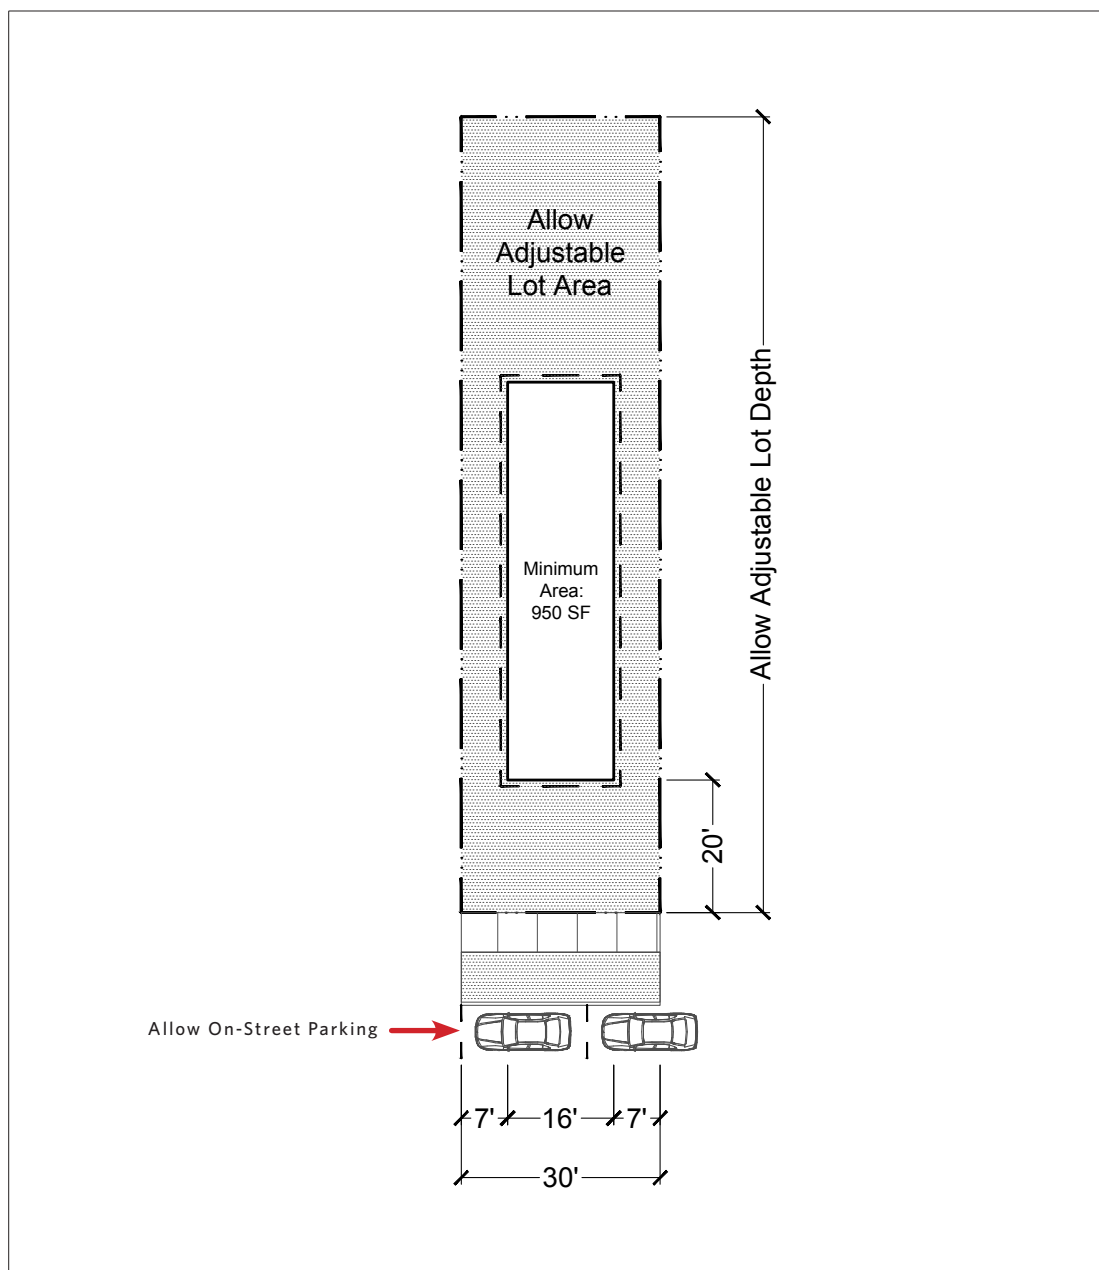 Allow
Adjustable
Lot Area
Allow Adjustable Lot Depth
Minimum
Area:
950 SF
20'
Allow On-Street Parking
7'
16'
7'
30'